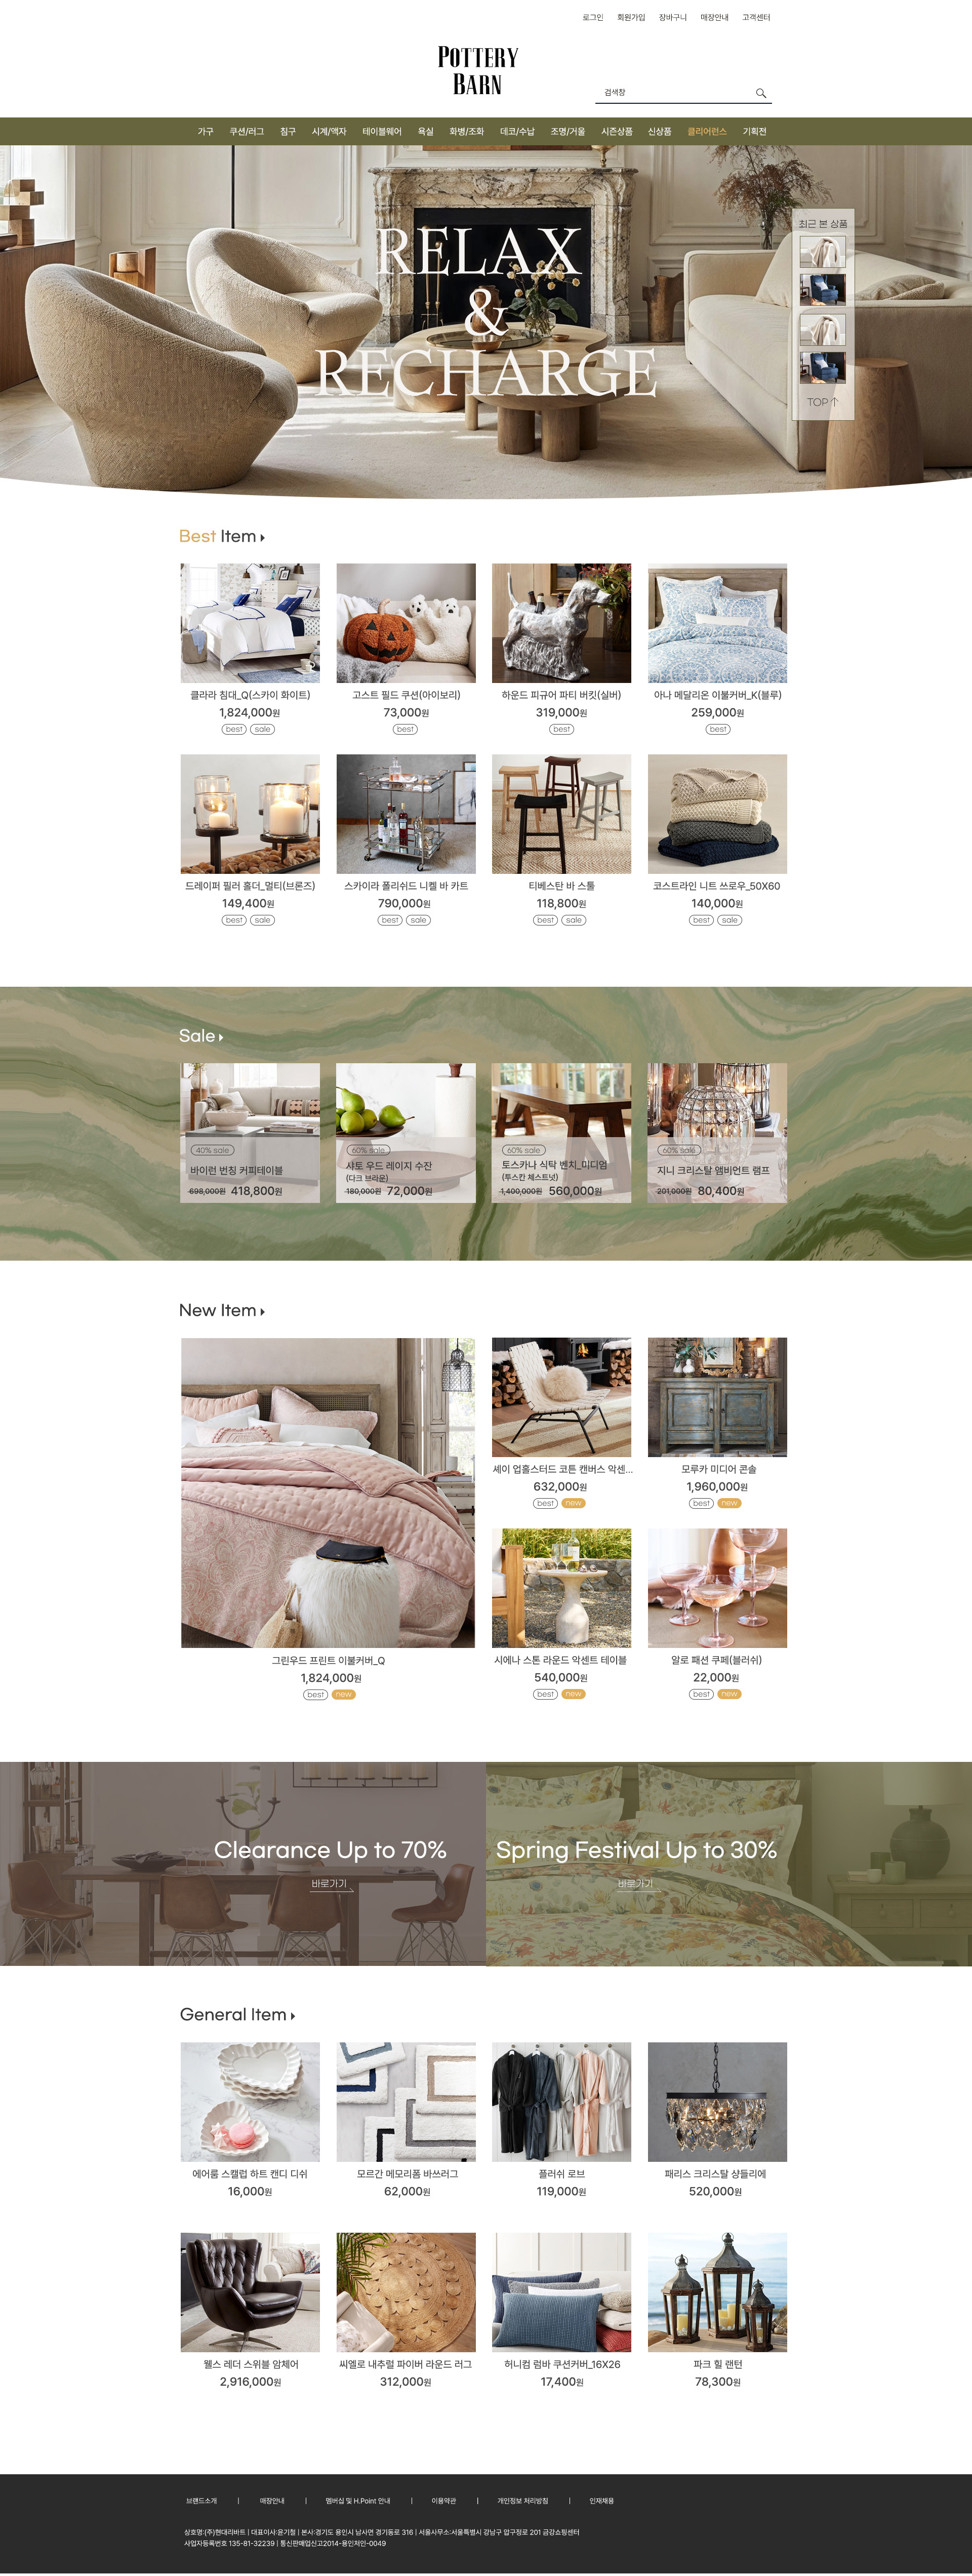 로그인 회원가입 장바구니 매장안내 고객센터
POTTERY
BARN
검색창
가구 쿠션/러그 침구 시계/액자 테이블웨어 욕실 화병/조화 데코/수납 조명/거울 시즌상품 신상품 클리어런스 기획전
RELAX
&
RECHARGE
최근 본 상품
TOP↑
Best Item
클라라 침대_Q(스카이 화이트) 고스트 필드 쿠션(아이보리) 하운드 피규어 파티 버킷(실버) 아나 메달리온 이불커버_K(블루)
1,824,000원 73,000원 319,000원 259,000원
best sale best best best
드레이퍼 필러 홀더_멀티(브론즈) 스카이라 폴리쉬드 니켈 바 카트 티베스탄 바 스툴 코스트라인 니트 쓰로우_50X60
149,400원 790,000원 118,800원 140,000원
best sale best sale best sale best sale
Sale
40% sale 60% sale 60% sale 60% sale
바이런 번칭 커피테이블 샤토 우드 레이지 수잔 토스카나 식탁 벤치_미디엄 지니 크리스탈 앰비언트 램프
(다크 브라운) (투스칸 체스트넛)
698,000원 418,800원 180,000원 72,000원 1,400,000원 560,000원 201,000원 80,400원
New Item
셰이 업홀스터드 코튼 캔버스 악센... 모루카 미디어 콘솔
632,000원 1,960,000원
best new best new
그린우드 프린트 이불커버_Q 시에나 스톤 라운드 악센트 테이블 알로 패션 쿠페(블러쉬)
1,824,000원 540,000원 22,000원
best new best new best new
Clearance Up to 70% Spring Festival Up to 30%
바로가기 바로가기
General Item
에어룸 스캘럽 하트 캔디 디쉬 모르간 메모리폼 바쓰러그 플러쉬 로브 패리스 크리스탈 샹들리에
16,000원 62,000원 119,000원 520,000원
웰스 레더 스위블 암체어 씨엘로 내추럴 파이버 라운드 러그 허니컴 럼바 쿠션커버_16X26 파크 힐 랜턴
2,916,000원 312,000원 17,400원 78,300원
브랜드소개 | 매장안내 | 멤버십 및 H.Point 안내 | 이용약관 | 개인정보 처리방침 | 인재채용
상호명:(주)현대리바트 | 대표이사:윤기철 | 본사:경기도 용인시 남사면 경기동로 316 | 서울사무소:서울특별시 강남구 압구정로 201 금강쇼핑센터
사업자등록번호 135-81-32239 | 통신판매업신고2014-용인처인-0049